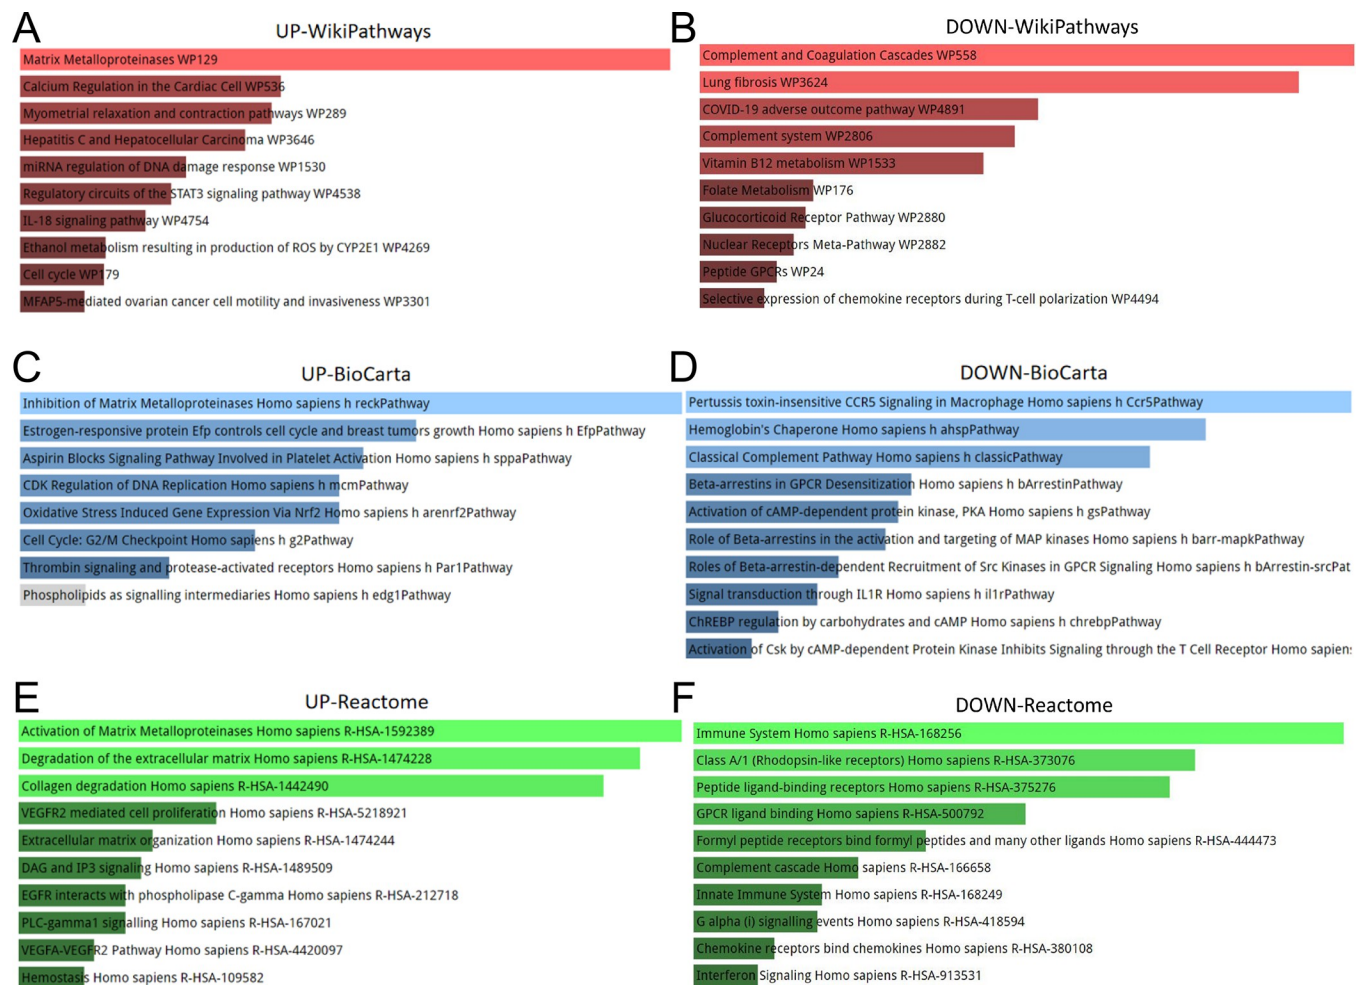 A
UP-WikiPathways
Matrix Metalloproteinases WP129
Calcium Regulation in the Cardiac Cell WP536
Myometrial relaxation and contraction pathways WP289
Hepatitis C and Hepatocellular Carcinoma WP3646
miRNA regulation of DNA damage response WP1530
Regulatory circuits of the STAT3 signaling pathway WP4538
IL-18 signaling pathway WP4754
Ethanol metabolism resulting in production of ROS by CYP2E1 WP4269
Cell cycle WP179
MFAP5-mediated ovarian cancer cell motility and invasiveness WP3301
B
DOWN-WikiPathways
Complement and Coagulation Cascades WP558
Lung fibrosis WP3624
COVID-19 adverse outcome pathway WP4891
Complement system WP2806
Vitamin B12 metabolism WP1533
Folate Metabolism WP176
Glucocorticoid Receptor Pathway WP2880
Nuclear Receptors Meta-Pathway WP2882
Peptide GPCRs WP24
Selective expression of chemokine receptors during T-cell polarization WP4494
C
UP-BioCarta
Inhibition of Matrix Metalloproteinases Homo sapiens h reckPathway
Estrogen-responsive protein Efp controls cell cycle and breast tumors growth Homo sapiens h EfpPathway
Aspirin Blocks Signaling Pathway Involved in Platelet Activation Homo sapiens h sppaPathway
CDK Regulation of DNA Replication Homo sapiens h mcmPathway
Oxidative Stress Induced Gene Expression Via Nrf2 Homo sapiens h arenrf2Pathway
Cell Cycle: G2/M Checkpoint Homo sapiens h g2Pathway
Thrombin signaling and protease-activated receptors Homo sapiens h Par1Pathway
Phospholipids as signalling intermediaries Homo sapiens h edg1Pathway
D
DOWN-BioCarta
Pertussis toxin-insensitive CCR5 Signaling in Macrophage Homo sapiens h Ccr5Pathway
Hemoglobin's Chaperone Homo sapiens h ahspPathway
Classical Complement Pathway Homo sapiens h classicPathway
Beta-arrestins in GPCR Desensitization Homo sapiens h bArrestinPathway
Activation of cAMP-dependent protein kinase, PKA Homo sapiens h gsPathway
Role of Beta-arrestins in the activation and targeting of MAP kinases Homo sapiens h barr-mapkPathway
Roles of Beta-arrestin-dependent Recruitment of Src Kinases in GPCR Signaling Homo sapiens h bArrestin-srcPat
Signal transduction through IL1R Homo sapiens h il1rPathway
ChREBP regulation by carbohydrates and cAMP Homo sapiens h chrebpPathway
Activation of Csk by cAMP-dependent Protein Kinase Inhibits Signaling through the T Cell Receptor Homo sapiens
E
UP-Reactome
Activation of Matrix Metalloproteinases Homo sapiens R-HSA-1592389
Degradation of the extracellular matrix Homo sapiens R-HSA-1474228
Collagen degradation Homo sapiens R-HSA-1442490
VEGFR2 mediated cell proliferation Homo sapiens R-HSA-5218921
Extracellular matrix organization Homo sapiens R-HSA-1474244
DAG and IP3 signaling Homo sapiens R-HSA-1489509
EGFR interacts with phospholipase C-gamma Homo sapiens R-HSA-212718
PLC-gamma1 signalling Homo sapiens R-HSA-167021
VEGFA-VEGFR2 Pathway Homo sapiens R-HSA-4420097
Hemostasis Homo sapiens R-HSA-109582
F
DOWN-Reactome
Immune System Homo sapiens R-HSA-168256
Class A/1 (Rhodopsin-like receptors) Homo sapiens R-HSA-373076
Peptide ligand-binding receptors Homo sapiens R-HSA-375276
GPCR ligand binding Homo sapiens R-HSA-500792
Formyl peptide receptors bind formyl peptides and many other ligands Homo sapiens R-HSA-444473
Complement cascade Homo sapiens R-HSA-166658
Innate Immune System Homo sapiens R-HSA-168249
G alpha (i) signalling events Homo sapiens R-HSA-418594
Chemokine receptors bind chemokines Homo sapiens R-HSA-380108
Interferon Signaling Homo sapiens R-HSA-913531